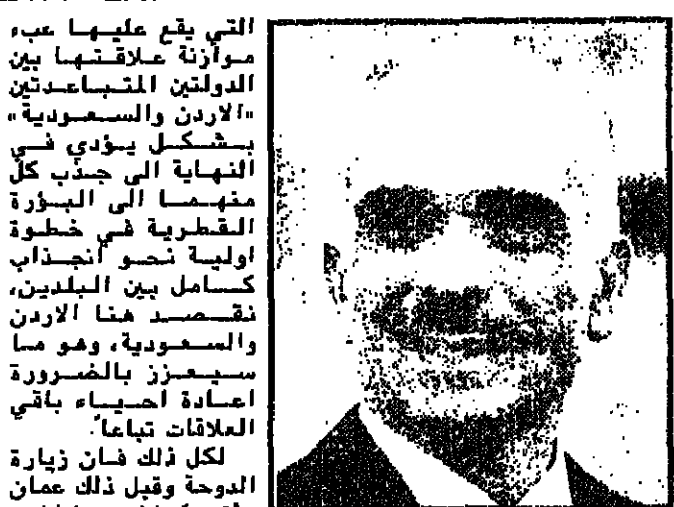 التي يقع عليها عبء
موازنة علاقتها بين
الدولتين المتباعدتين
«الاردن والسعودية»
بشكل يؤدي في
النهاية الى جذب كل
منهما الى البؤرة
القطرية في خطوة
اولية نحو انجذاب
كامل بين البلدين،
نقصد هنا الاردن
والسعودية، وهو ما
سيعزز بالضرورة
اعادة احياء باقي
العلاقات تباعاً.
لكل ذلك فان زيارة
الدوحة وقبل ذلك عمان